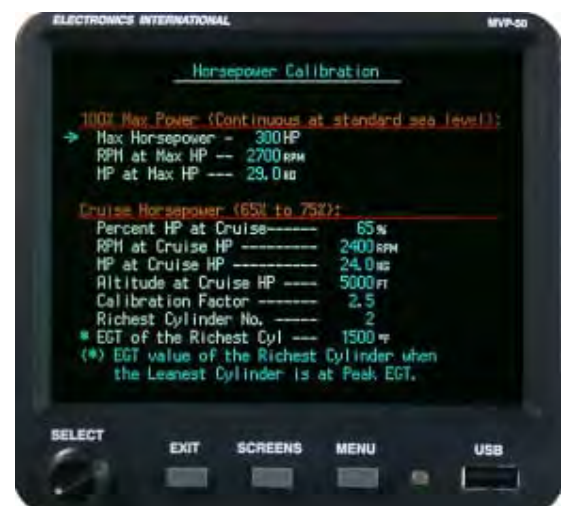 ELECTRONICS INTERNATIONAL MVP-50
Horsepower Calibration
100% Max Power (Continuous at standard sea level):
Max Horsepower - 300 HP
RPM at Max HP -- 2700 RPM
MP at Max HP --- 29.0 HG
Cruise Horsepower (65% to 75%):
Percent HP at Cruise------ 65 %
RPM at Cruise HP --------- 2400 RPM
MP at Cruise HP ---------- 24.0 HG
Altitude at Cruise HP ---- 5000 FT
Calibration Factor ------- 2.5
Richest Cylinder No. ----- 2
* EGT of the Richest Cyl --- 1500 °F
(*) EGT value of the Richest Cylinder when
the Leanest Cylinder is at Peak EGT.
SELECT EXIT SCREENS MENU USB